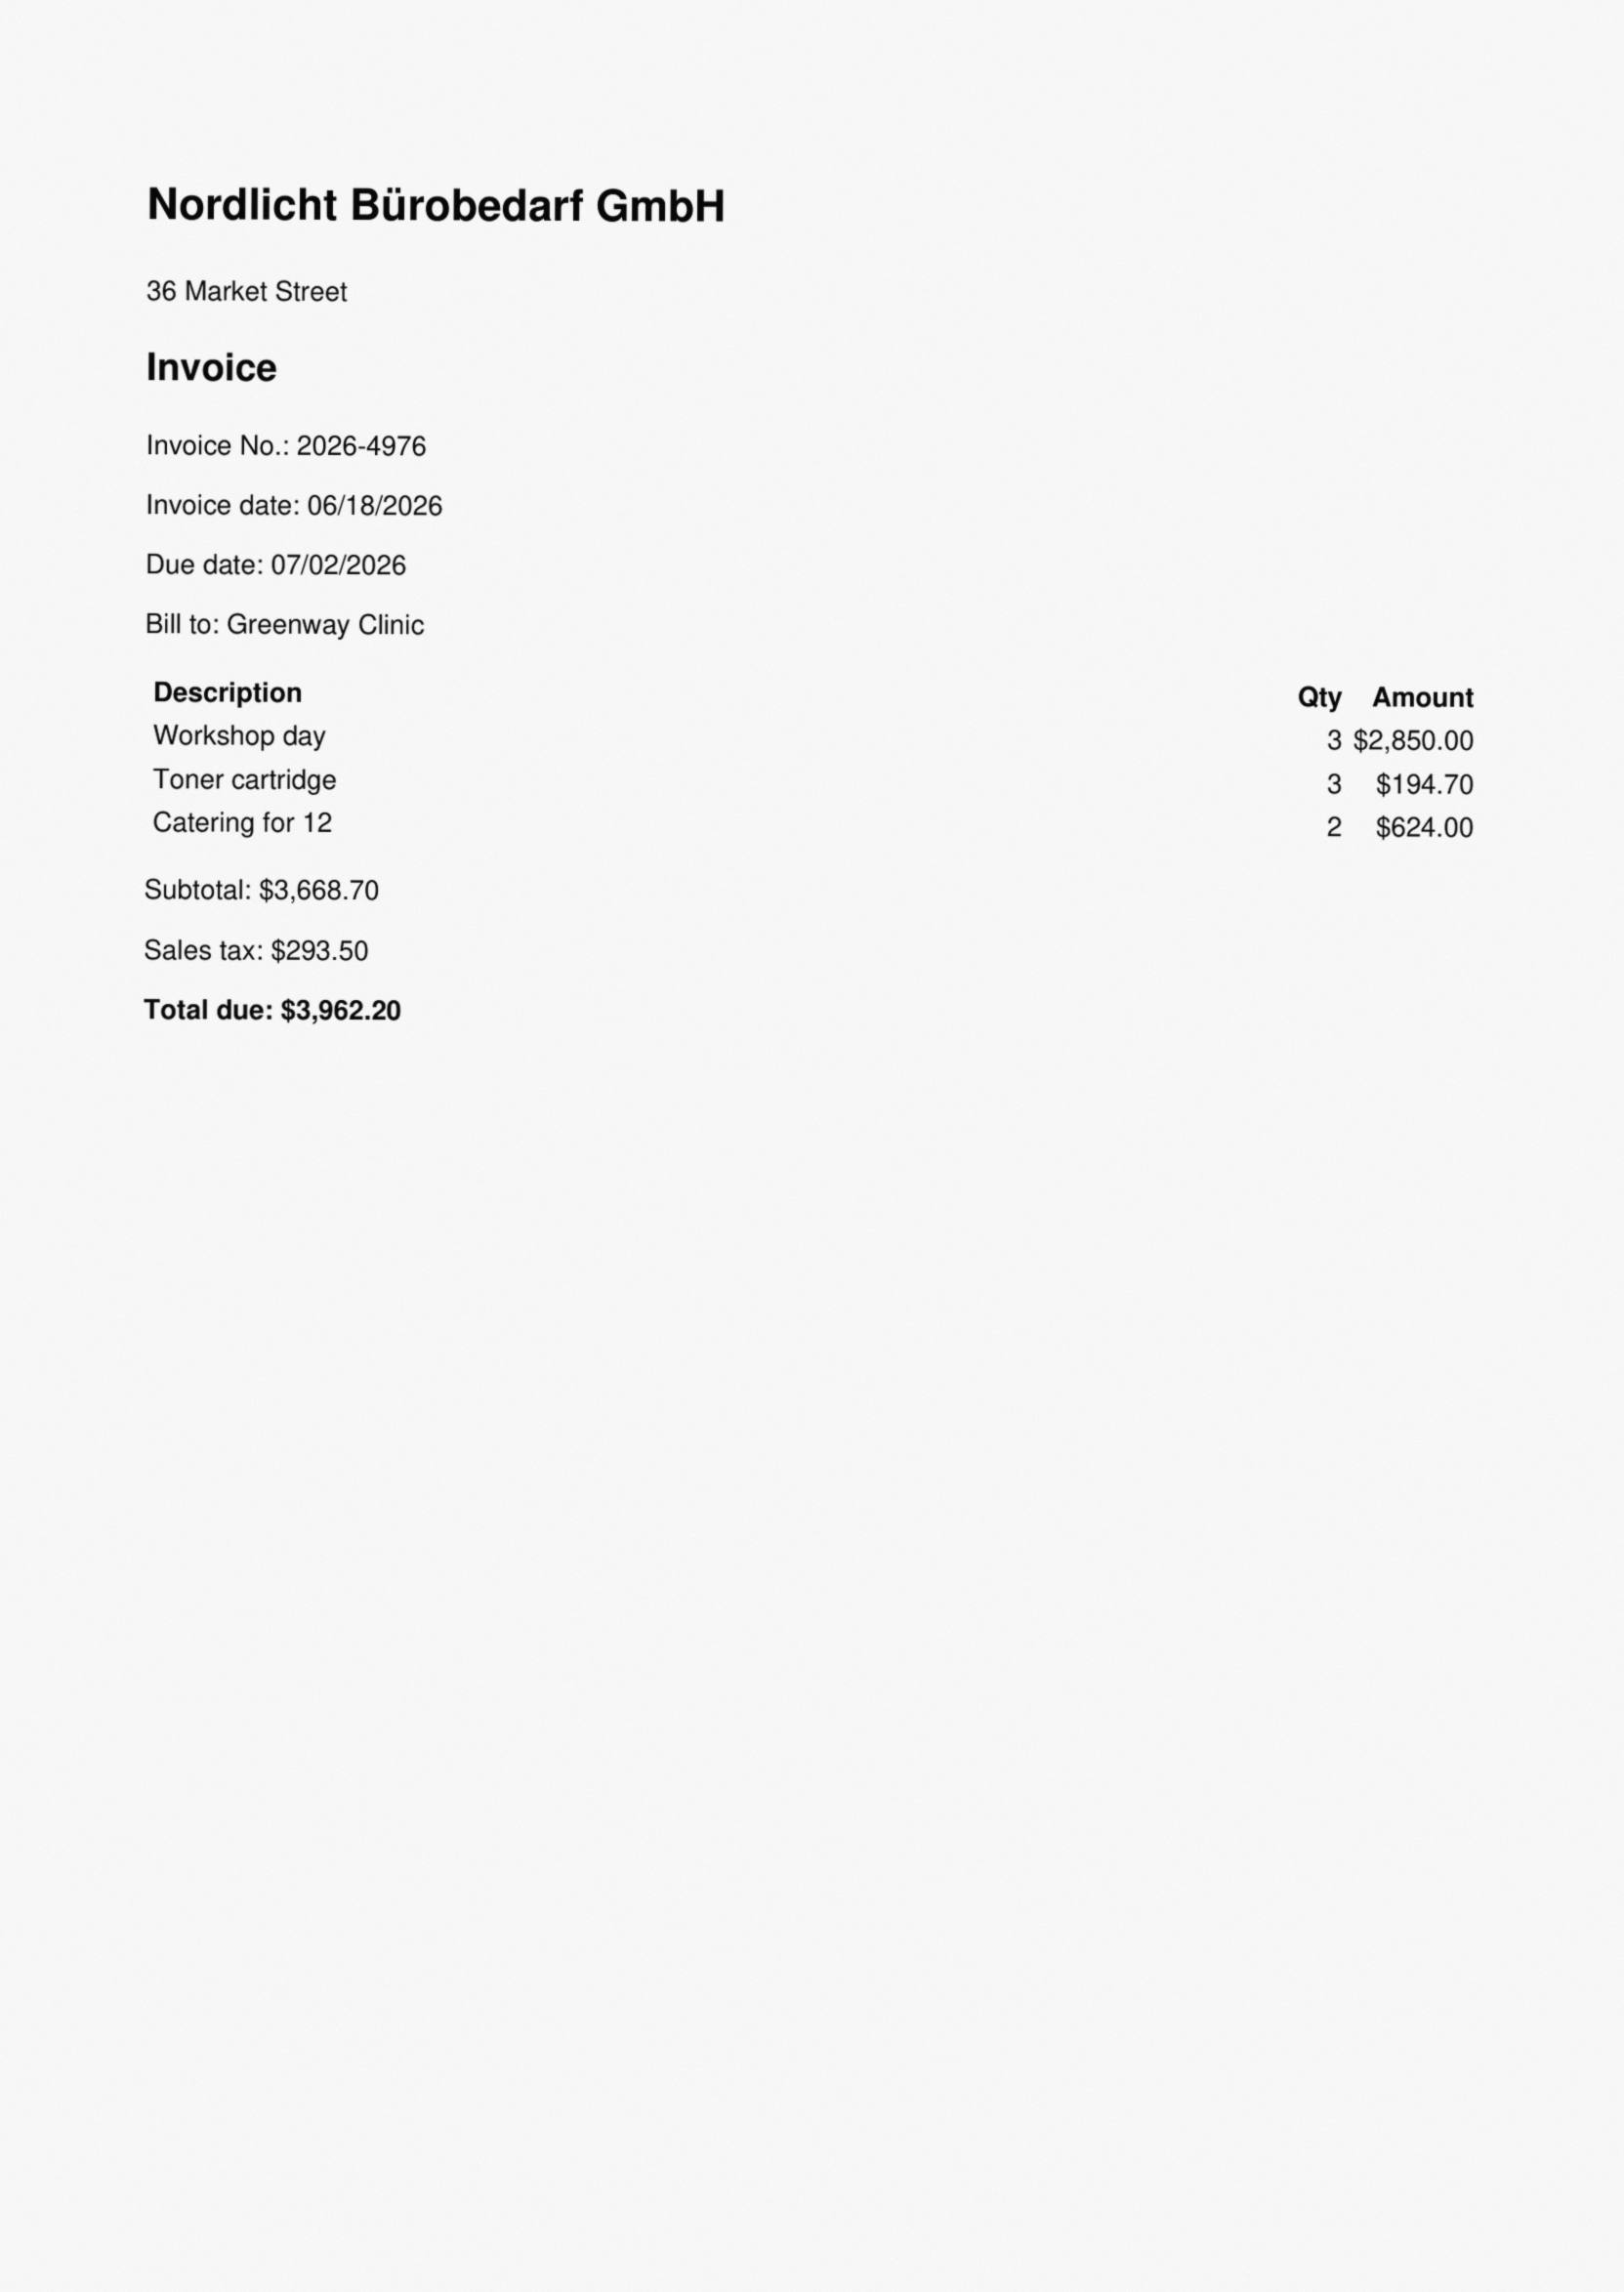 Nordlicht Bürobedarf GmbH
36 Market Street
Invoice
Invoice No.: 2026-4976
Invoice date: 06/18/2026
Due date: 07/02/2026
Bill to: Greenway Clinic
Description Qty Amount
Workshop day 3 $2,850.00
Toner cartridge 3 $194.70
Catering for 12 2 $624.00
Subtotal: $3,668.70
Sales tax: $293.50
Total due: $3,962.20